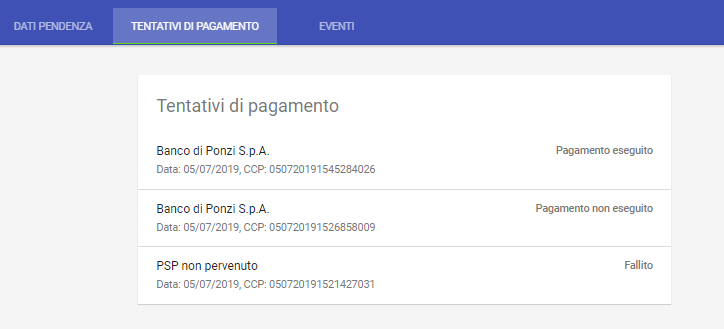 DATI PENDENZA TENTATIVI DI PAGAMENTO EVENTI
Tentativi di pagamento
Banco di Ponzi S.p.A. Pagamento eseguito
Data: 05/07/2019, CCP: 050720191545284026
Banco di Ponzi S.p.A. Pagamento non eseguito
Data: 05/07/2019, CCP: 050720191526858009
PSP non pervenuto Fallito
Data: 05/07/2019, CCP: 050720191521427031